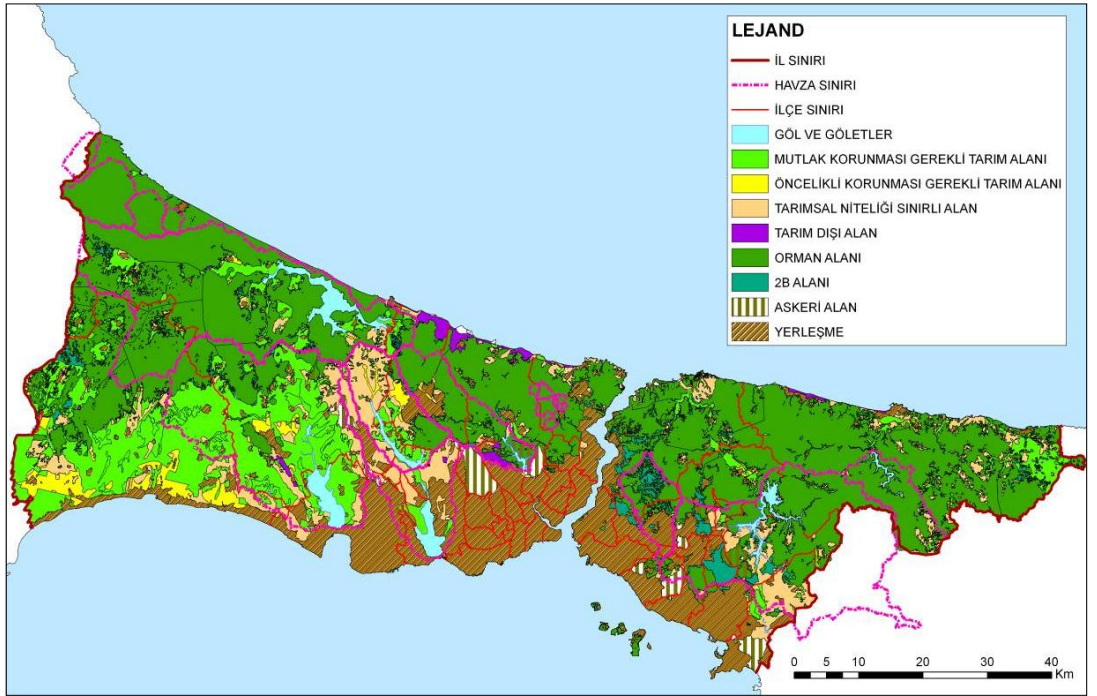 LEJAND
İL SINIRI
HAVZA SINIRI
İLÇE SINIRI
GÖL VE GÖLETLER
MUTLAK KORUNMASI GEREKLİ TARIM ALANI
ÖNCELİKLİ KORUNMASI GEREKLİ TARIM ALANI
TARIMSAL NİTELİĞİ SINIRLI ALAN
TARIM DIŞI ALAN
ORMAN ALANI
2B ALANI
ASKERİ ALAN
YERLEŞME
0 5 10 20 30 40
Km